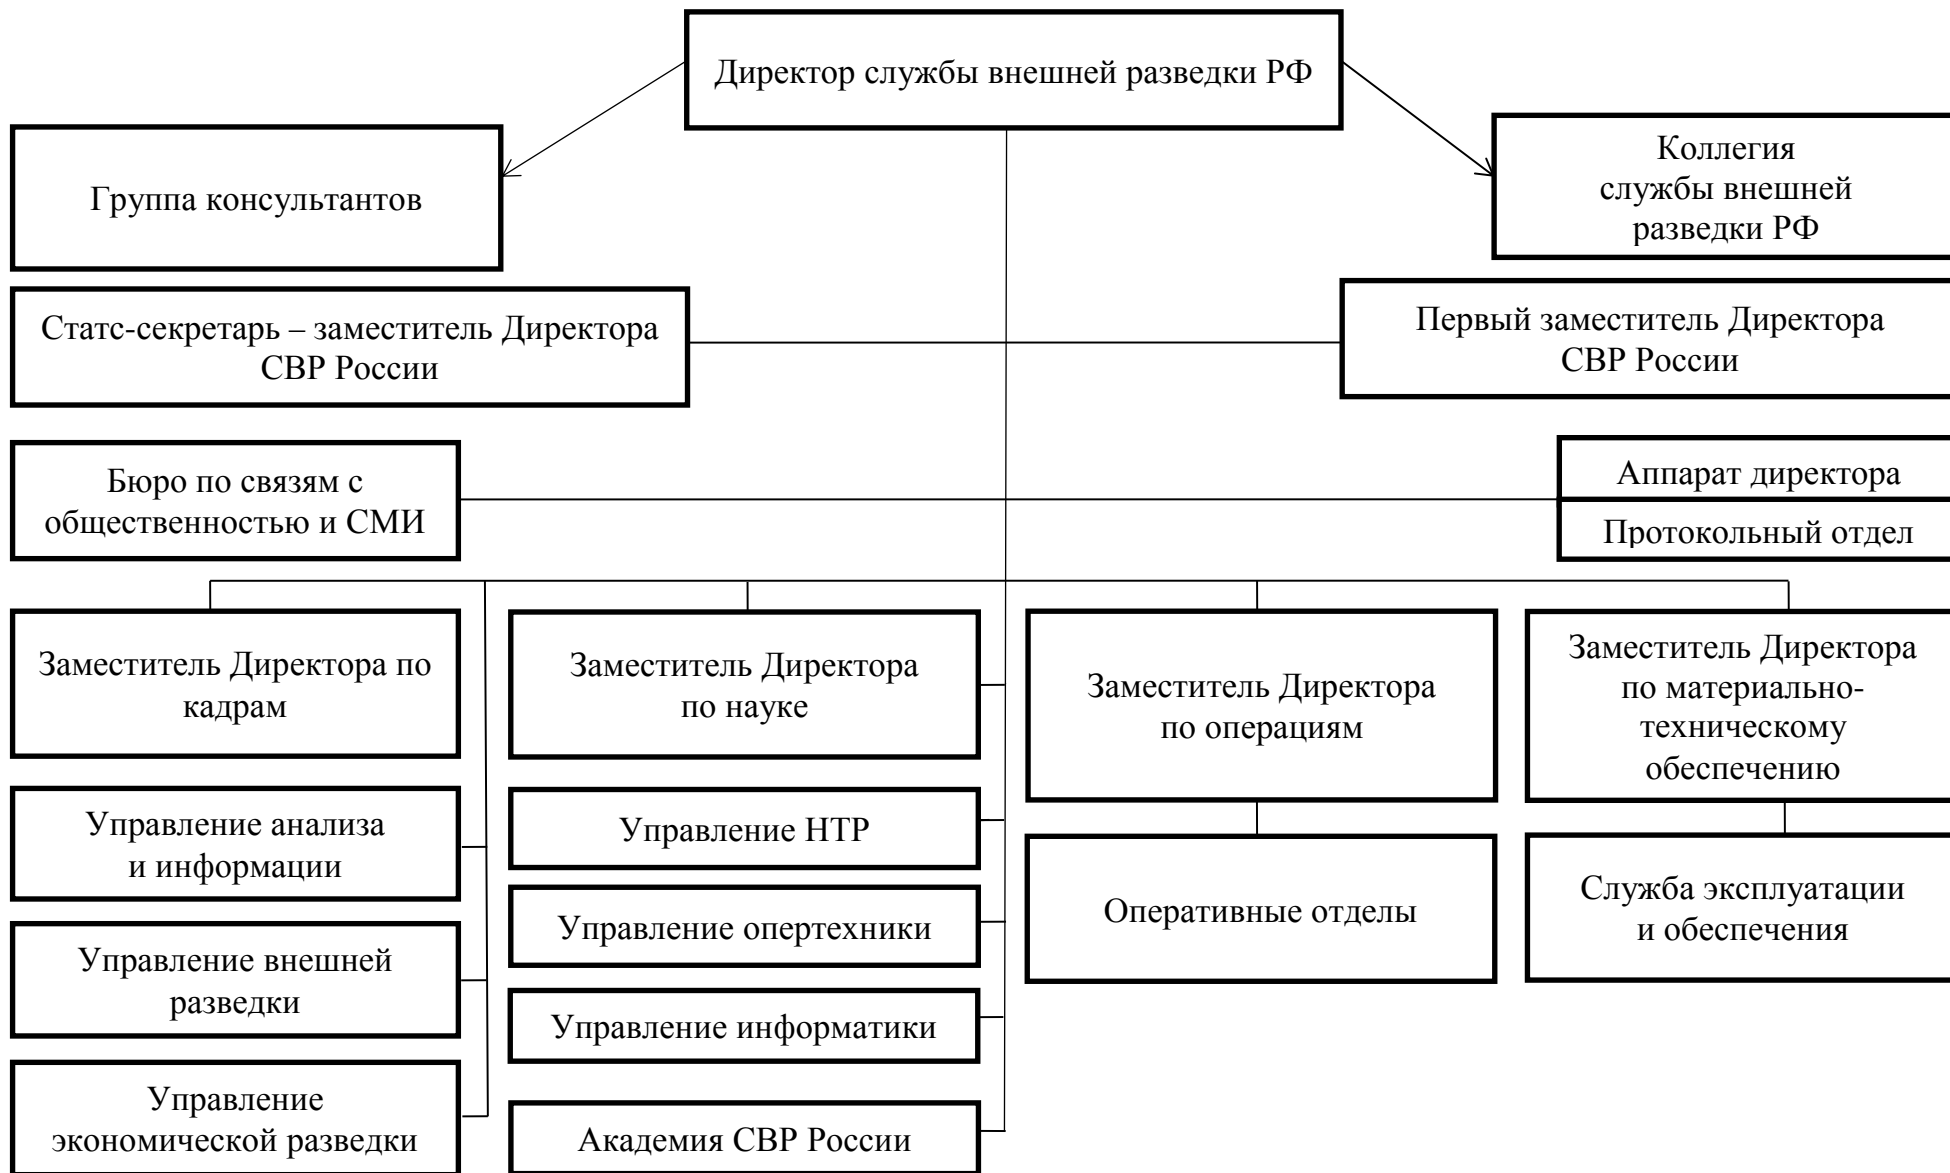 Директор службы внешней разведки РФ
Группа консультантов
Коллегия
службы внешней
разведки РФ
Статс-секретарь – заместитель Директора
СВР России
Первый заместитель Директора
СВР России
Бюро по связям с
общественностью и СМИ
Аппарат директора
Протокольный отдел
Заместитель Директора по
кадрам
Заместитель Директора
по науке
Заместитель Директора
по операциям
Заместитель Директора
по материально-
техническому
обеспечению
Управление анализа
и информации
Управление НТР
Оперативные отделы
Служба эксплуатации
и обеспечения
Управление опертехники
Управление внешней
разведки
Управление информатики
Управление
экономической разведки
Академия СВР России